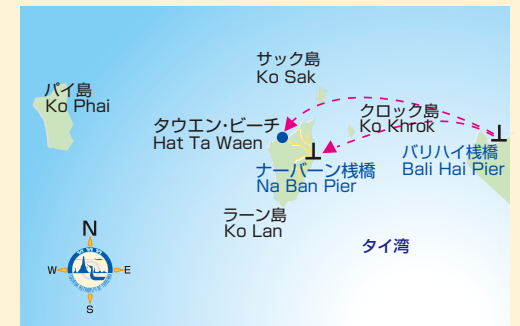 サック島
Ko Sak
パイ島
Ko Phai
クロック島
Ko Khrok
タウエン・ビーチ
Hat Ta Waen
バリハイ桟橋
Bali Hai Pier
ナーバーン桟橋
Na Ban Pier
ラーン島
Ko Lan
タイ湾
N
W
E
S